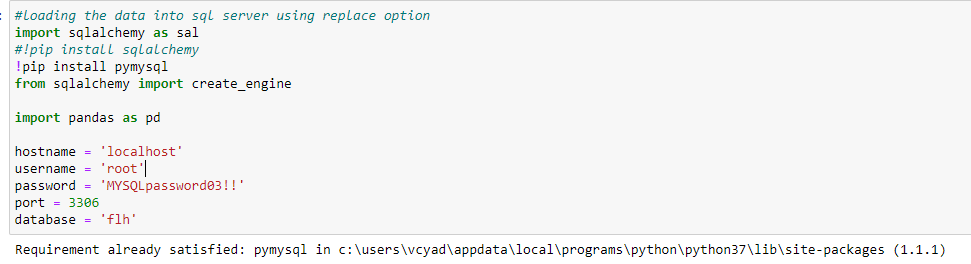 #loading the data into sql server using replace option
import sqlalchemy as sal
#!pip install sqlalchemy
!pip install pymysql
from sqlalchemy import create_engine
import pandas as pd
hostname = 'localhost'
username = 'root'
password = 'MYSQLpassword03!!'
port = 3306
database = 'flh'
Requirement already satisfied: pymysql in c:\users\vcyad\appdata\local\programs\python\python37\lib\site-packages (1.1.1)